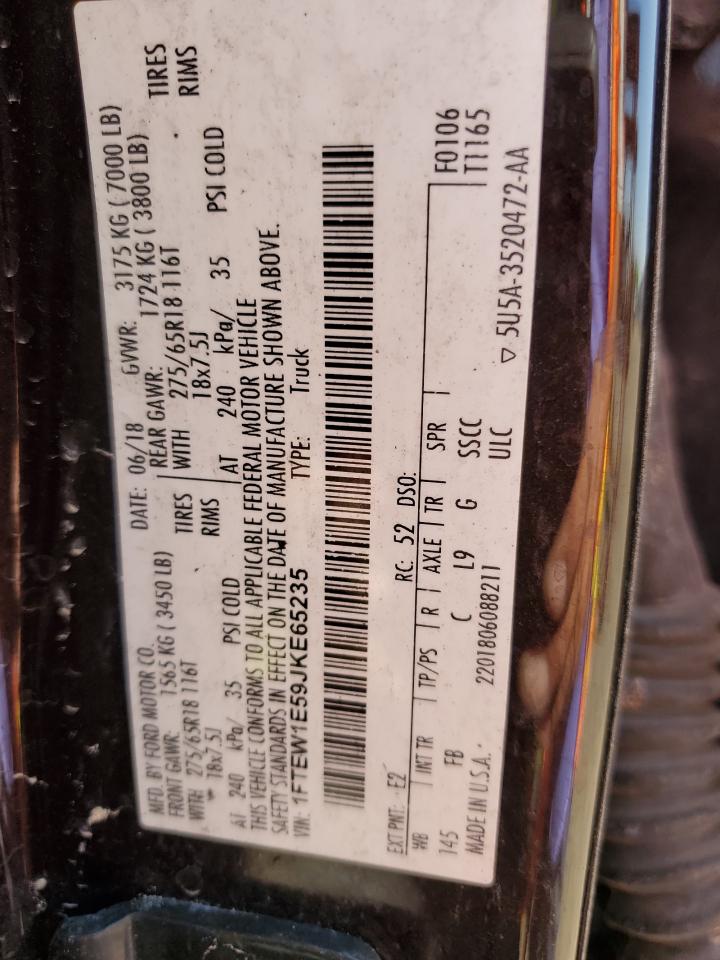 MFD. BY FORD MOTOR CO. DATE: 06/18 GVWR: 3175 KG ( 7000 LB)
FRONT GAWR: 1565 KG ( 3450 LB) REAR GAWR: 1724 KG ( 3800 LB)
WITH 275/65R18 116T TIRES WITH 275/65R18 116T TIRES
18x7.5J RIMS 18x7.5J RIMS
AT 240 kPa/ 35 PSI COLD AT 240 kPa/ 35 PSI COLD
THIS VEHICLE CONFORMS TO ALL APPLICABLE FEDERAL MOTOR VEHICLE
SAFETY STANDARDS IN EFFECT ON THE DATE OF MANUFACTURE SHOWN ABOVE.
VIN: 1FTEW1E59JKE65235 TYPE: Truck
EXT PNT: E2 RC: 52 DSO:
WB INT TR TP/PS R AXLE TR SPR F0106
145 FB C L9 G SSCC T1165
MADE IN U.S.A. 2201806088211 ULC
▽ 5U5A-3520472-AA